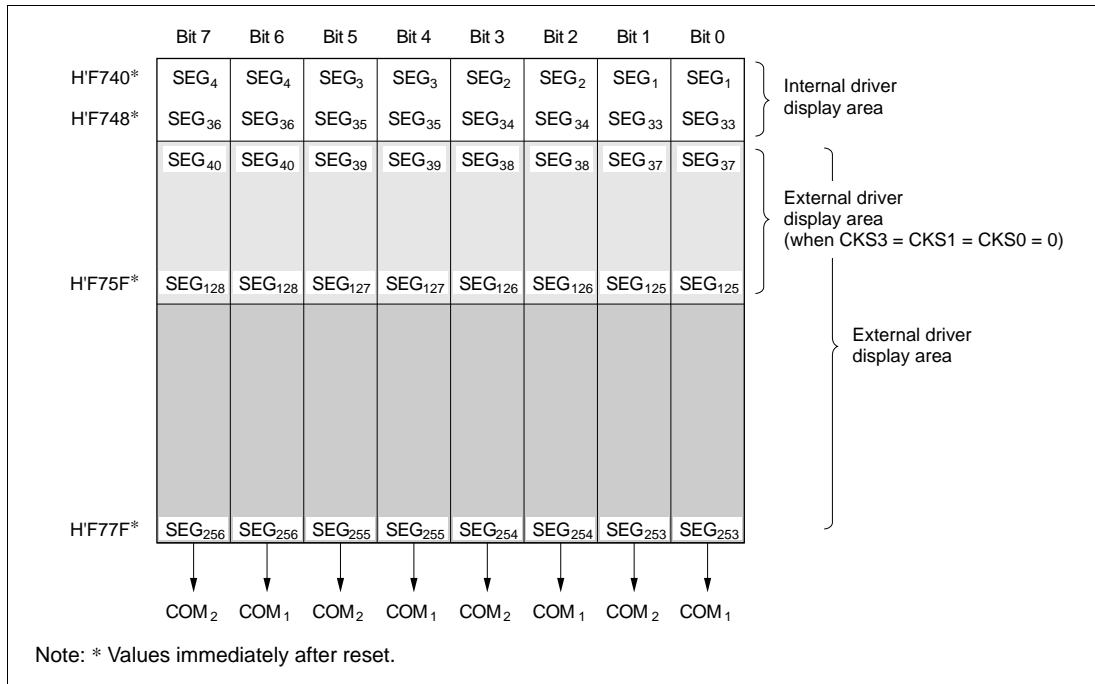 Bit 7 Bit 6 Bit 5 Bit 4 Bit 3 Bit 2 Bit 1 Bit 0
H'F740* SEG4 SEG4 SEG3 SEG3 SEG2 SEG2 SEG1 SEG1
H'F748* SEG36 SEG36 SEG35 SEG35 SEG34 SEG34 SEG33 SEG33
Internal driver
display area
SEG40 SEG40 SEG39 SEG39 SEG38 SEG38 SEG37 SEG37
External driver
display area
(when CKS3 = CKS1 = CKS0 = 0)
H'F75F* SEG128 SEG128 SEG127 SEG127 SEG126 SEG126 SEG125 SEG125
External driver
display area
H'F77F* SEG256 SEG256 SEG255 SEG255 SEG254 SEG254 SEG253 SEG253
COM2 COM1 COM2 COM1 COM2 COM1 COM2 COM1
Note: * Values immediately after reset.